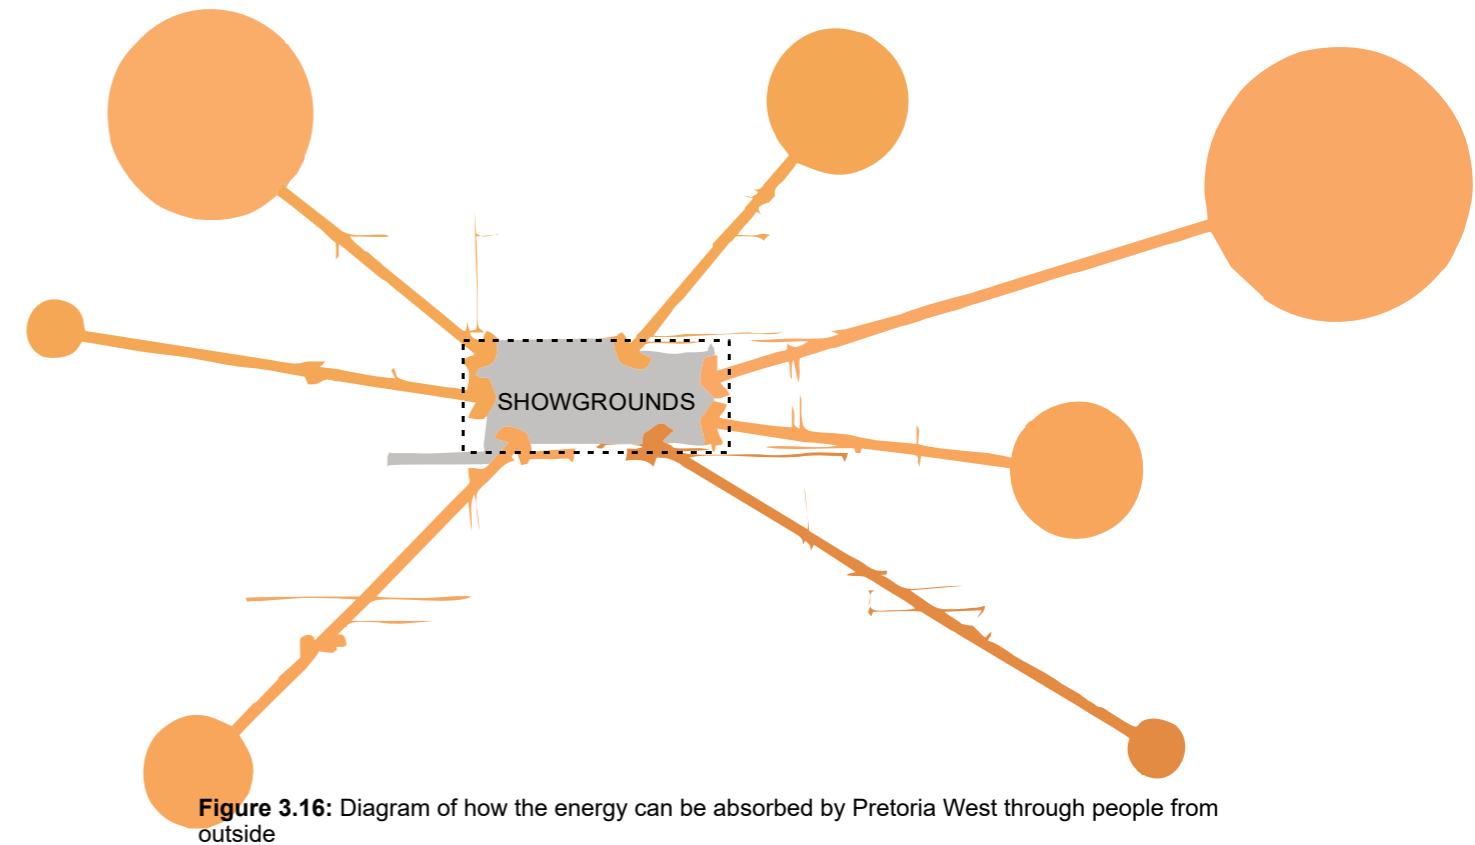 SHOWGROUNDS
Figure 3.16: Diagram of how the energy can be absorbed by Pretoria West through people from
outside